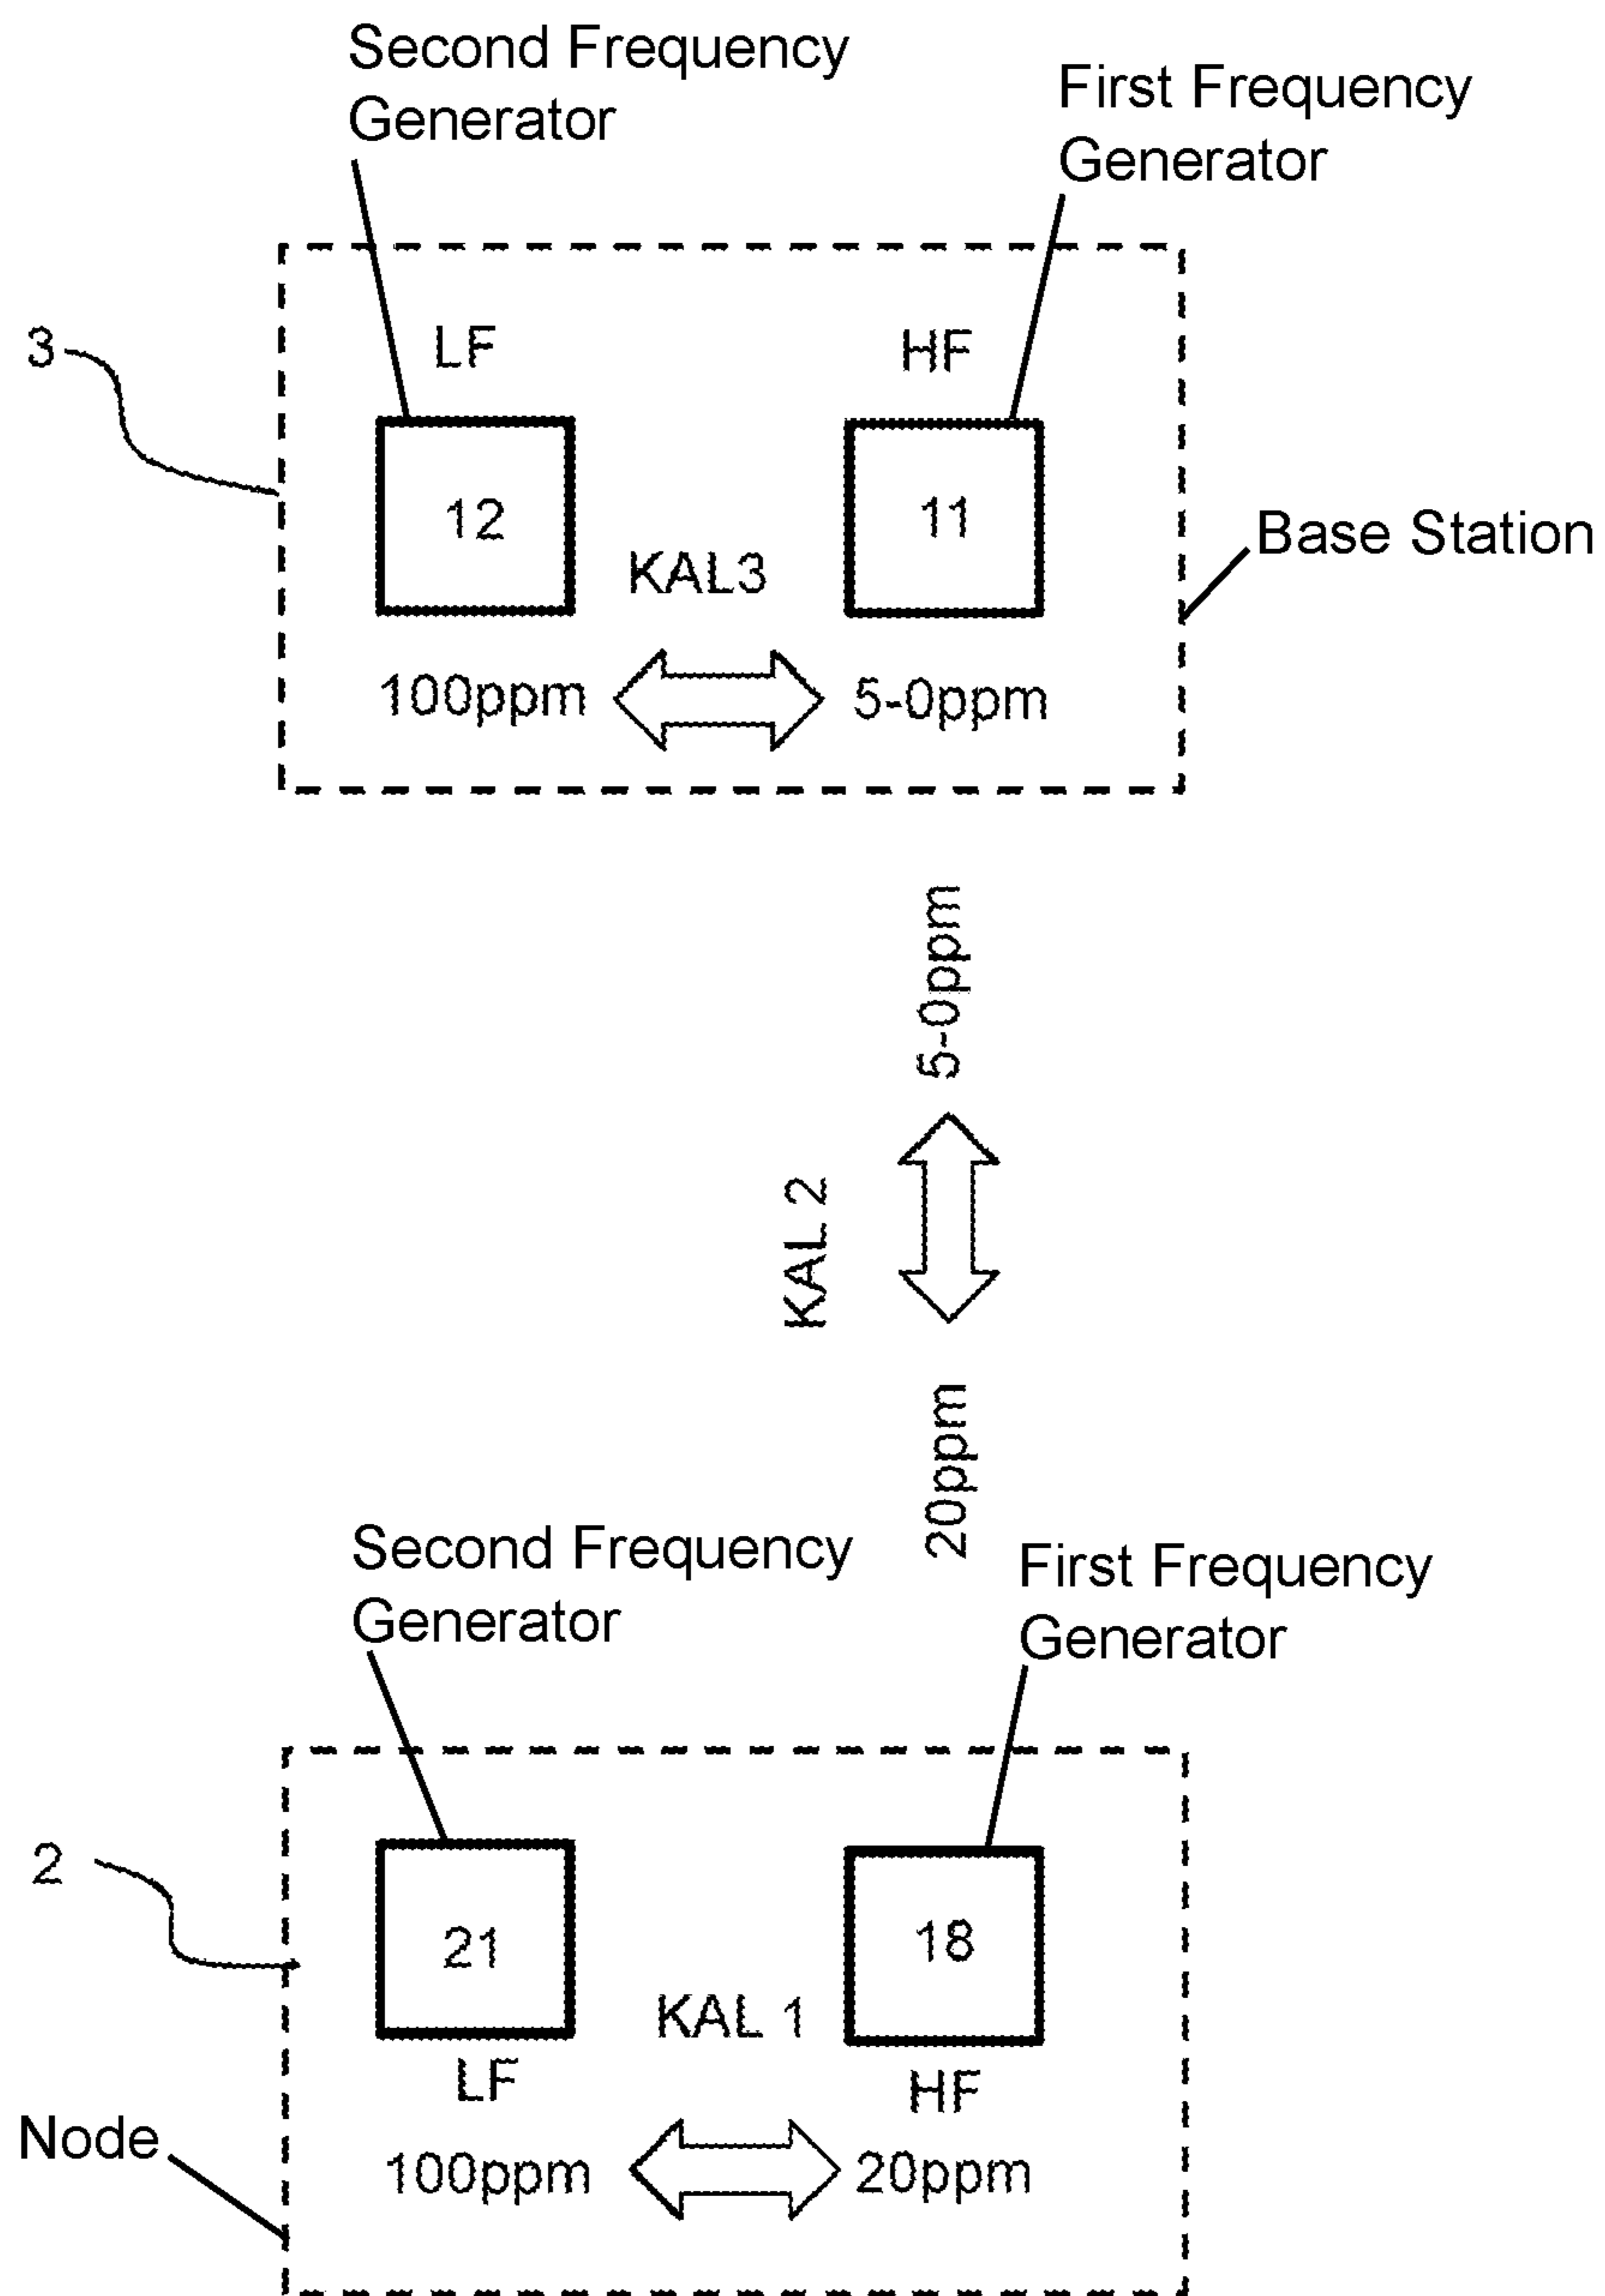 Second Frequency
Generator
First Frequency
Generator
3
LF
HF
12
11
Base Station
KAL3
100ppm
5-0ppm
5-0ppm
KAL 2
20ppm
Second Frequency
Generator
First Frequency
Generator
2
21
18
KAL 1
LF
HF
Node
100ppm
20ppm